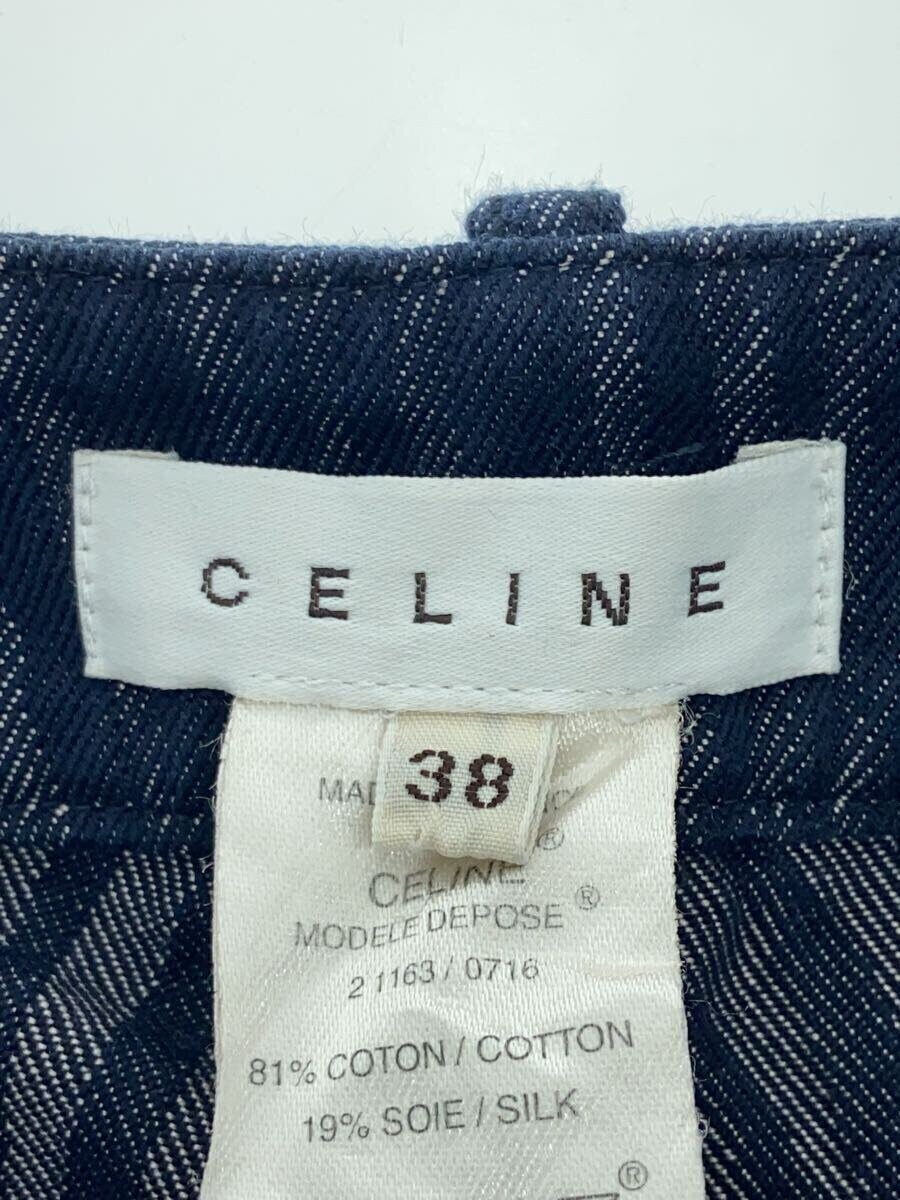 CELINE
38
®
CELINE
MODELE DEPOSE ®
2 1163 / 0716
81% COTON / COTTON
19% SOIE / SILK
®